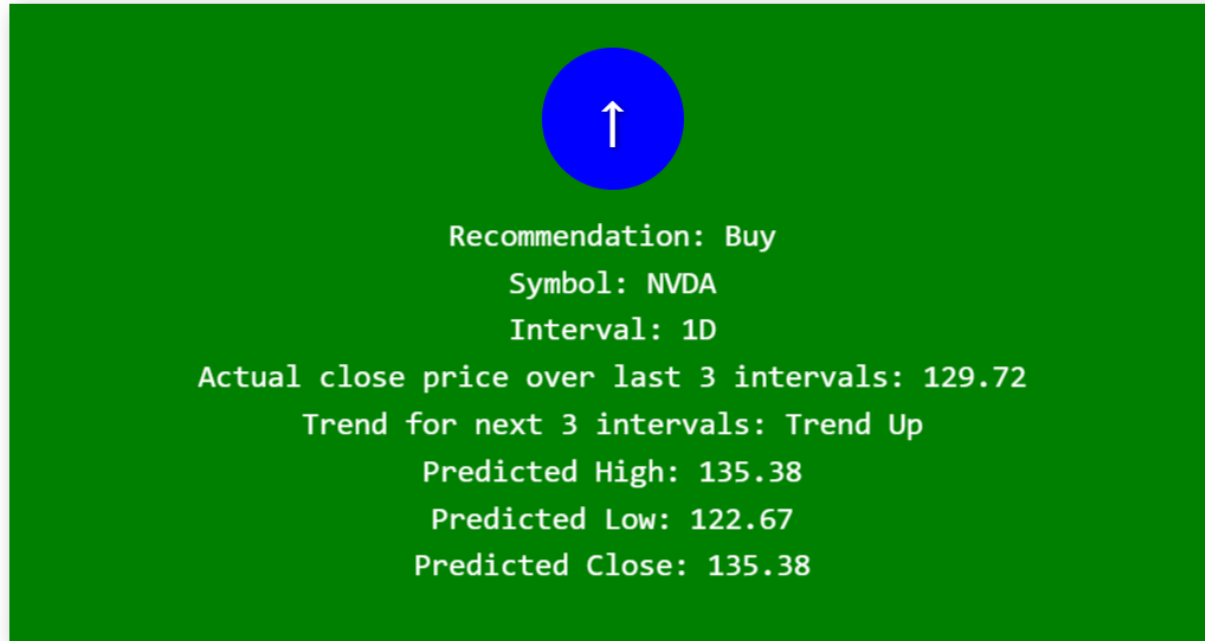 ↑
Recommendation: Buy
Symbol: NVDA
Interval: 1D
Actual close price over last 3 intervals: 129.72
Trend for next 3 intervals: Trend Up
Predicted High: 135.38
Predicted Low: 122.67
Predicted Close: 135.38